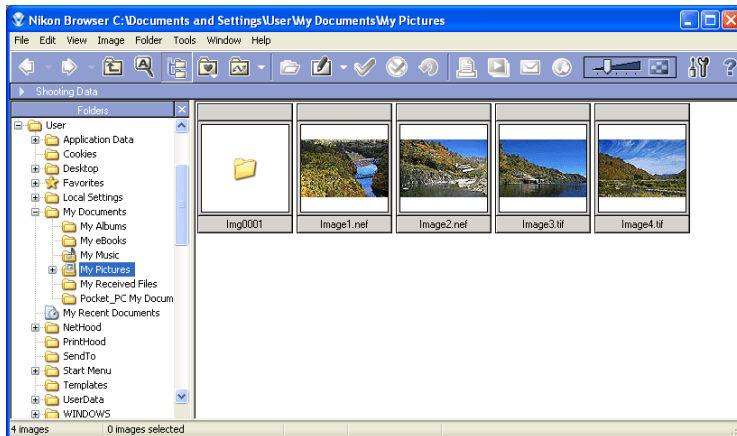 Nikon Browser C:\Documents and Settings\User\My Documents\My Pictures
File Edit View Image Folder Tools Window Help
Shooting Data
Folders
User
Application Data
Cookies
Desktop
Favorites
Local Settings
My Documents
My Albums
My eBooks
My Music
My Pictures
My Received Files
Pocket_PC My Docum
My Recent Documents
NetHood
PrintHood
SendTo
Start Menu
Templates
UserData
WINDOWS
Img0001 Image1.nef Image2.nef Image3.tif Image4.tif
4 images 0 images selected